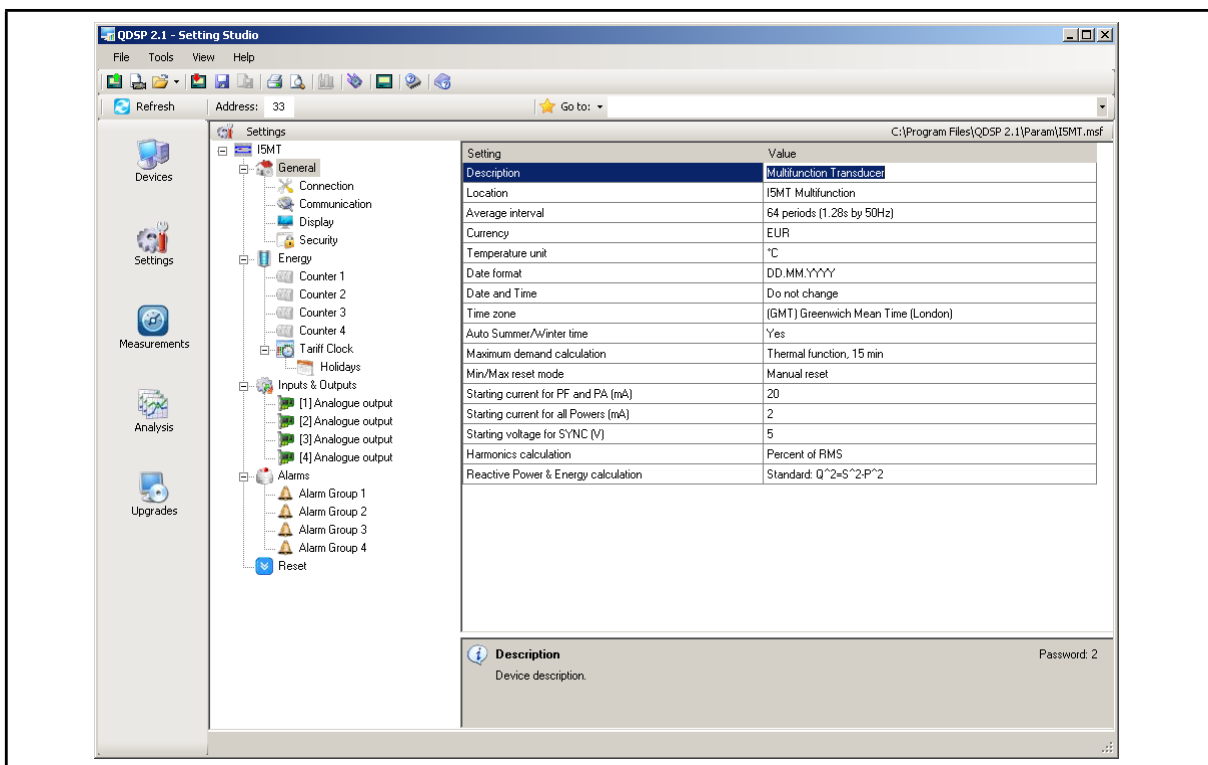 QDSP 2.1 - Setting Studio
File Tools View Help
Refresh Address: 33 Go to:
Settings C:\Program Files\QDSP 2.1\Param\I5MT.msf
Devices
Settings
Measurements
Analysis
Upgrades
I5MT
General
Connection
Communication
Display
Security
Energy
Counter 1
Counter 2
Counter 3
Counter 4
Tariff Clock
Holidays
Inputs & Outputs
[1] Analogue output
[2] Analogue output
[3] Analogue output
[4] Analogue output
Alarms
Alarm Group 1
Alarm Group 2
Alarm Group 3
Alarm Group 4
Reset
Setting Value
Description Multifunction Transducer
Location I5MT Multifunction
Average interval 64 periods (1.28s by 50Hz)
Currency EUR
Temperature unit °C
Date format DD.MM.YYYY
Date and Time Do not change
Time zone (GMT) Greenwich Mean Time (London)
Auto Summer/Winter time Yes
Maximum demand calculation Thermal function, 15 min
Min/Max reset mode Manual reset
Starting current for PF and PA (mA) 20
Starting current for all Powers (mA) 2
Starting voltage for SYNC (V) 5
Harmonics calculation Percent of RMS
Reactive Power & Energy calculation Standard: Q^2=S^2-P^2
Description Password: 2
Device description.